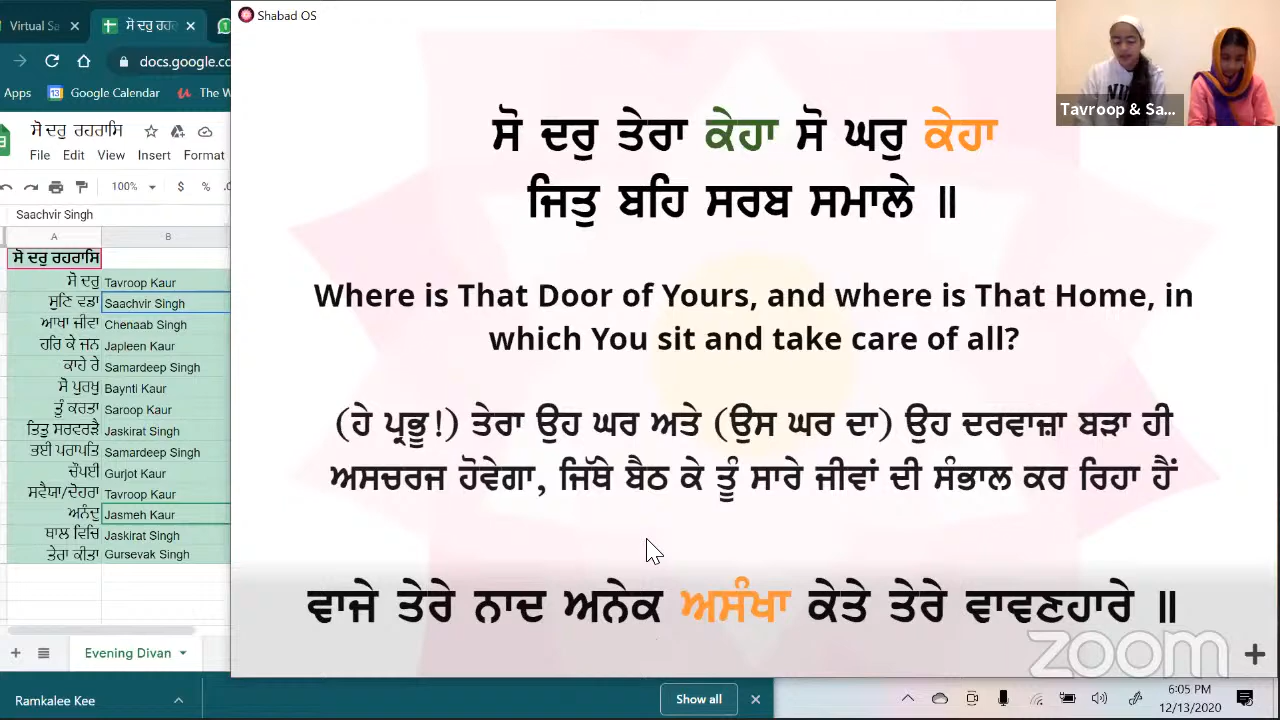 Virtual Sa
ਸੋ ਦਰੁ ਰਹਰ
Shabad OS
docs.google.co
Apps
31 Google Calendar
The W
ਸੋ ਦਰੁ ਰਹਰਾਸਿ
File Edit View Insert Format
100% $ % .0
Saachvir Singh
A B
ਸੋ ਦਰੁ ਰਹਰਾਸਿ
ਸੋ ਦਰੁ Tavroop Kaur
ਸੁਣਿ ਵਡਾ Saachvir Singh
ਆਖਾ ਜੀਵਾ Chenaab Singh
ਹਰਿ ਕੇ ਜਨ Japleen Kaur
ਕਾਹੇ ਰੇ Samardeep Singh
ਸੋ ਪੁਰਖੁ Baynti Kaur
ਤੂੰ ਕਰਤਾ Saroop Kaur
ਤਿਤੁ ਸਰਵਰੜੈ Jaskirat Singh
ਭਈ ਪਰਾਪਤਿ Samardeep Singh
ਚੌਪਈ Gurjot Kaur
ਸਵੈਯਾ/ਦੋਹਰਾ Tavroop Kaur
ਅਨੰਦੁ Jasmeh Kaur
ਥਾਲ ਵਿਚਿ Jaskirat Singh
ਤੇਰਾ ਕੀਤਾ Gursevak Singh
Evening Divan
Ramkalee Kee
Show all
ਸੋ ਦਰੁ ਤੇਰਾ ਕੇਹਾ ਸੋ ਘਰੁ ਕੇਹਾ
ਜਿਤੁ ਬਹਿ ਸਰਬ ਸਮਾਲੇ ॥
Where is That Door of Yours, and where is That Home, in
which You sit and take care of all?
(ਹੇ ਪ੍ਰਭੂ!) ਤੇਰਾ ਉਹ ਘਰ ਅਤੇ (ਉਸ ਘਰ ਦਾ) ਉਹ ਦਰਵਾਜ਼ਾ ਬੜਾ ਹੀ
ਅਸਚਰਜ ਹੋਵੇਗਾ, ਜਿੱਥੇ ਬੈਠ ਕੇ ਤੂੰ ਸਾਰੇ ਜੀਵਾਂ ਦੀ ਸੰਭਾਲ ਕਰ ਰਿਹਾ ਹੈਂ
ਵਾਜੇ ਤੇਰੇ ਨਾਦ ਅਨੇਕ ਅਸੰਖਾ ਕੇਤੇ ਤੇਰੇ ਵਾਵਣਹਾਰੇ ॥
Tavroop & Sa...
zoom
6:05 PM
12/13/2020